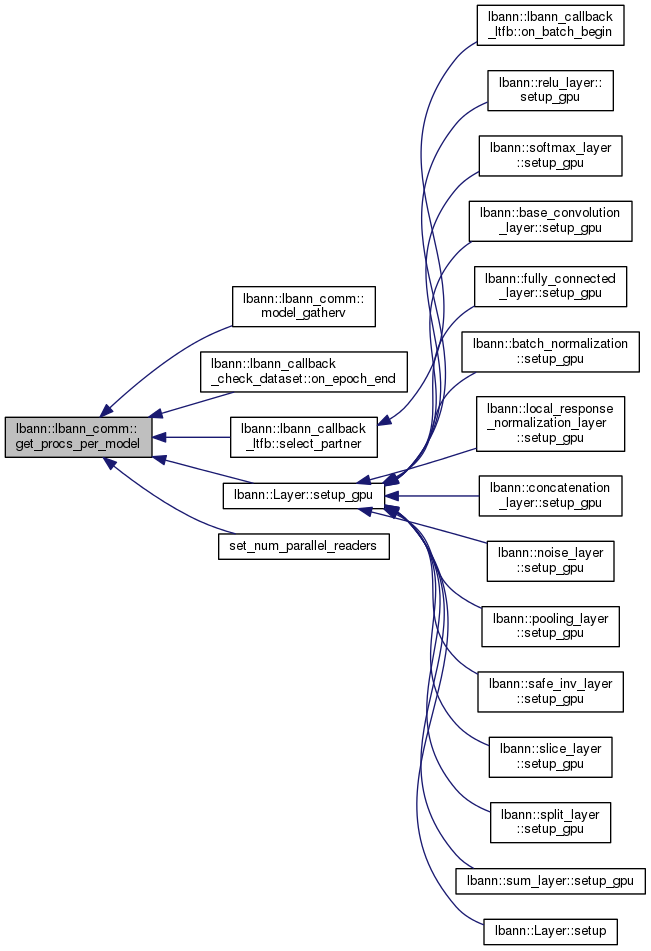 lbann::lbann_callback
_ltfb::on_batch_begin
lbann::relu_layer::
setup_gpu
lbann::softmax_layer
::setup_gpu
lbann::base_convolution
_layer::setup_gpu
lbann::fully_connected
_layer::setup_gpu
lbann::lbann_comm::
model_gatherv
lbann::batch_normalization
::setup_gpu
lbann::lbann_callback
_check_dataset::on_epoch_end
lbann::local_response
_normalization_layer
::setup_gpu
lbann::lbann_comm::
get_procs_per_model
lbann::lbann_callback
_ltfb::select_partner
lbann::concatenation
_layer::setup_gpu
lbann::Layer::setup_gpu
lbann::noise_layer
::setup_gpu
set_num_parallel_readers
lbann::pooling_layer
::setup_gpu
lbann::safe_inv_layer
::setup_gpu
lbann::slice_layer
::setup_gpu
lbann::split_layer
::setup_gpu
lbann::sum_layer::setup_gpu
lbann::Layer::setup